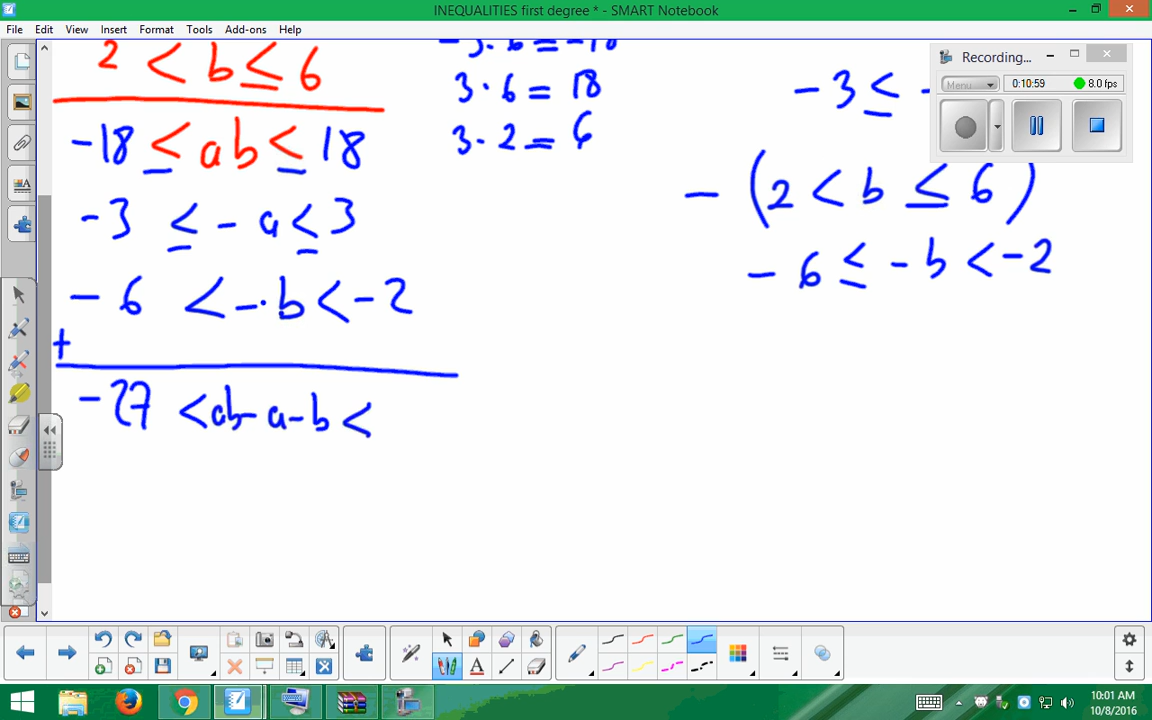 INEQUALITIES first degree * - SMART Notebook
File Edit View Insert Format Tools Add-ons Help
Recording...
Menu
0:10:59
8.0 fps
2 < b ≤ 6
-18 ≤ ab ≤ 18
-3 ≤ -a ≤ 3
-6 < -·b < -2
+
-27 < ab-a-b <
3·6 = 18
3·2 = 6
-3 ≤ -
-(2 < b ≤ 6)
-6 ≤ -b < -2
A
10:01 AM
10/8/2016